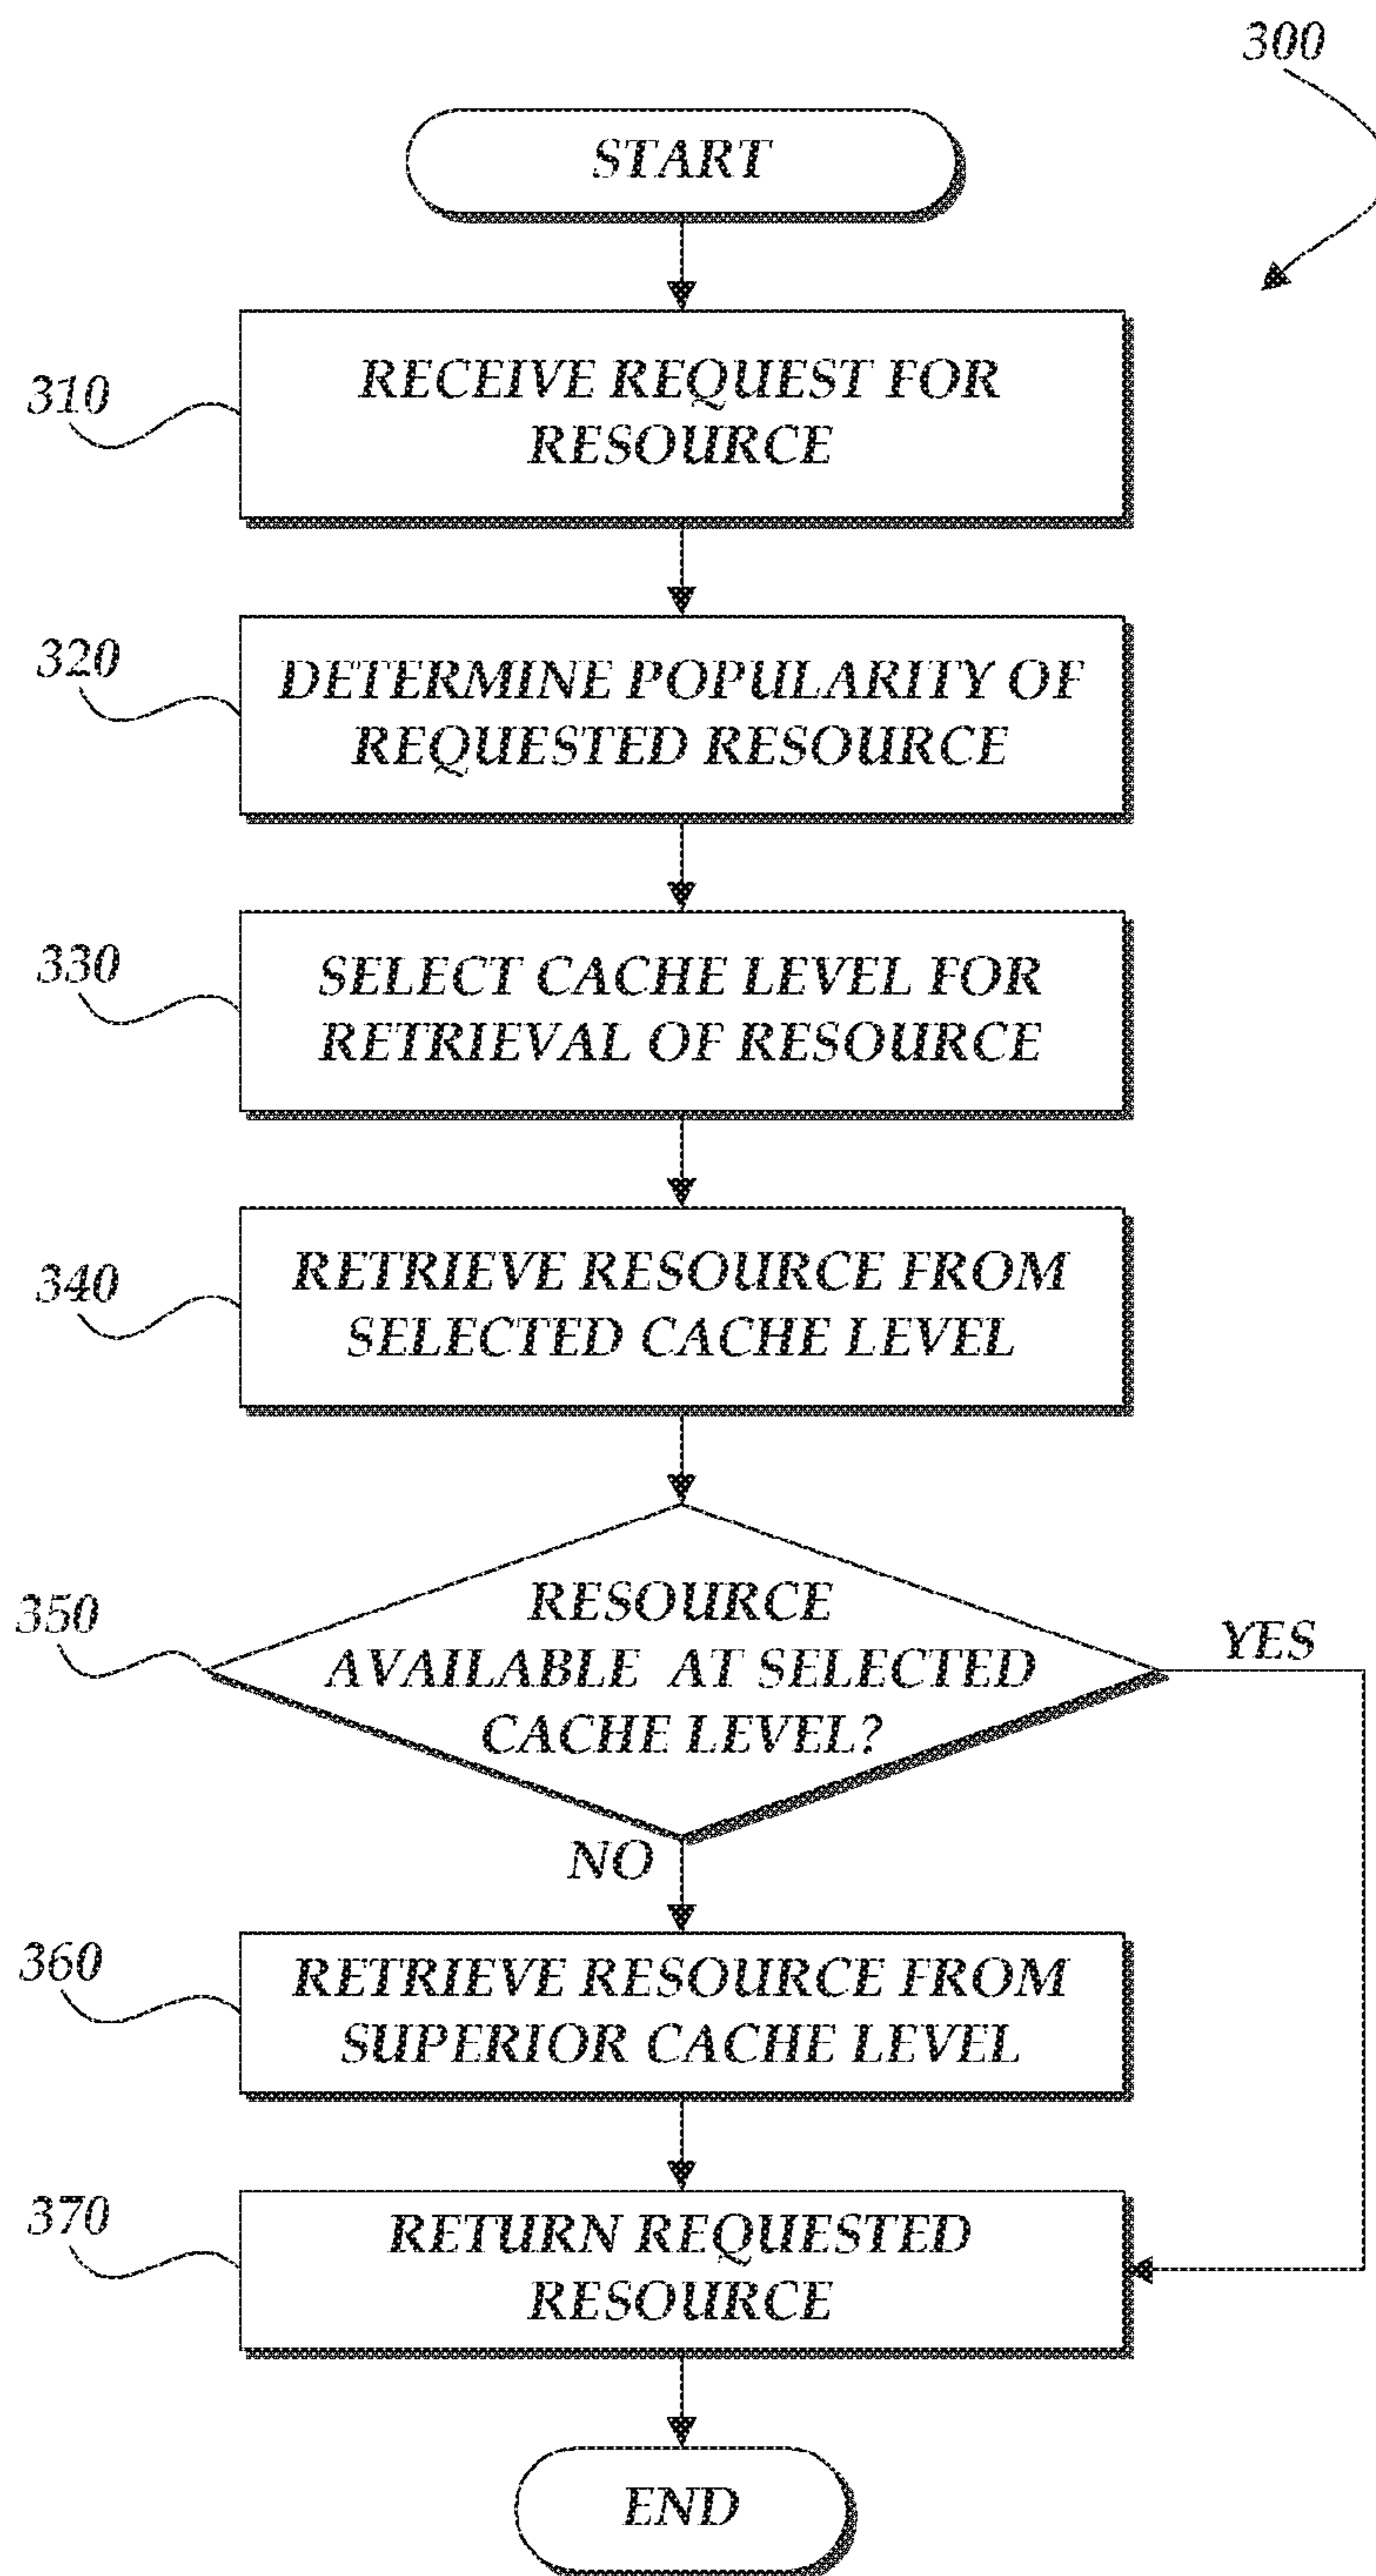 300
START
310
RECEIVE REQUEST FOR
RESOURCE
320
DETERMINE POPULARITY OF
REQUESTED RESOURCE
330
SELECT CACHE LEVEL FOR
RETRIEVAL OF RESOURCE
340
RETRIEVE RESOURCE FROM
SELECTED CACHE LEVEL
350
RESOURCE
AVAILABLE AT SELECTED
CACHE LEVEL?
YES
NO
360
RETRIEVE RESOURCE FROM
SUPERIOR CACHE LEVEL
370
RETURN REQUESTED
RESOURCE
END